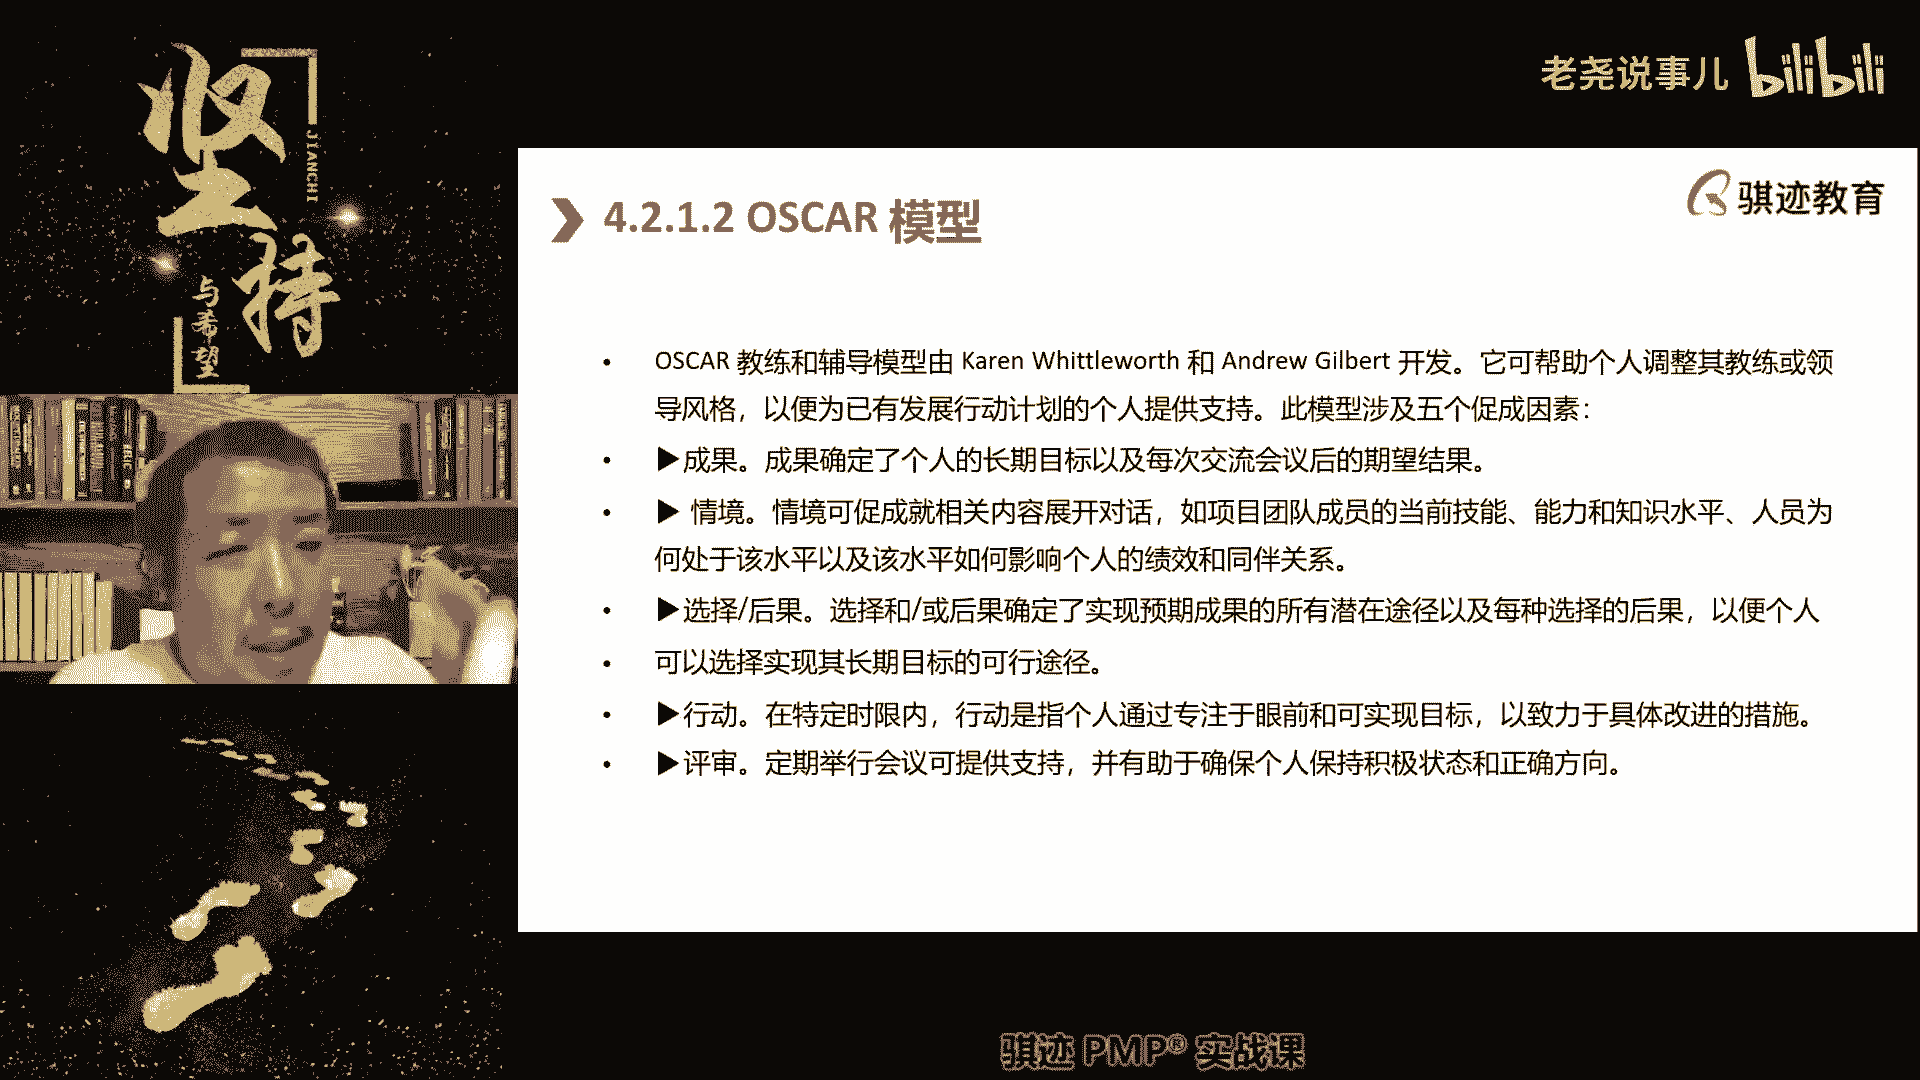 坚持
JIANCHI
与希望
老尧说事儿 bilibili
骐迹教育
4.2.1.2 OSCAR 模型
• OSCAR 教练和辅导模型由 Karen Whittleworth 和 Andrew Gilbert 开发。它可帮助个人调整其教练或领
导风格，以便为已有发展行动计划的个人提供支持。此模型涉及五个促成因素：
• ▶成果。成果确定了个人的长期目标以及每次交流会议后的期望结果。
• ▶ 情境。情境可促成就相关内容展开对话，如项目团队成员的当前技能、能力和知识水平、人员为
何处于该水平以及该水平如何影响个人的绩效和同伴关系。
• ▶选择/后果。选择和/或后果确定了实现预期成果的所有潜在途径以及每种选择的后果，以便个人
• 可以选择实现其长期目标的可行途径。
• ▶行动。在特定时限内，行动是指个人通过专注于眼前和可实现目标，以致力于具体改进的措施。
• ▶评审。定期举行会议可提供支持，并有助于确保个人保持积极状态和正确方向。
骐迹 PMP® 实战课